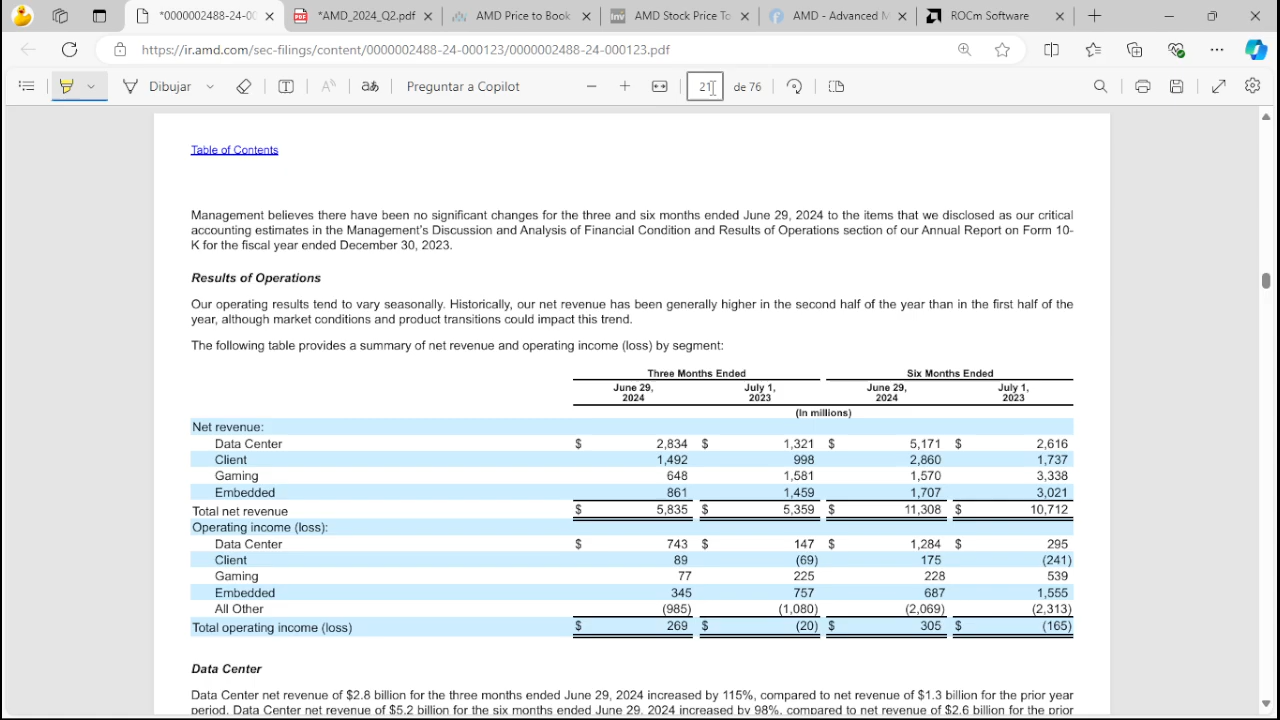 *0000002488-24-00
*AMD_2024_Q2.pdf
AMD Price to Book
AMD Stock Price To
AMD - Advanced M
ROCm Software
https://ir.amd.com/sec-filings/content/0000002488-24-000123/0000002488-24-000123.pdf
Dibujar
aあ
Preguntar a Copilot
21
de 76
Table of Contents
Management believes there have been no significant changes for the three and six months ended June 29, 2024 to the items that we disclosed as our critical
accounting estimates in the Management's Discussion and Analysis of Financial Condition and Results of Operations section of our Annual Report on Form 10-
K for the fiscal year ended December 30, 2023.
Results of Operations
Our operating results tend to vary seasonally. Historically, our net revenue has been generally higher in the second half of the year than in the first half of the
year, although market conditions and product transitions could impact this trend.
The following table provides a summary of net revenue and operating income (loss) by segment:
Three Months Ended Six Months Ended
June 29, 2024 July 1, 2023 June 29, 2024 July 1, 2023
(In millions)
Net revenue:
Data Center $ 2,834 $ 1,321 $ 5,171 $ 2,616
Client 1,492 998 2,860 1,737
Gaming 648 1,581 1,570 3,338
Embedded 861 1,459 1,707 3,021
Total net revenue $ 5,835 $ 5,359 $ 11,308 $ 10,712
Operating income (loss):
Data Center $ 743 $ 147 $ 1,284 $ 295
Client 89 (69) 175 (241)
Gaming 77 225 228 539
Embedded 345 757 687 1,555
All Other (985) (1,080) (2,069) (2,313)
Total operating income (loss) $ 269 $ (20) $ 305 $ (165)
Data Center
Data Center net revenue of $2.8 billion for the three months ended June 29, 2024 increased by 115%, compared to net revenue of $1.3 billion for the prior year
period. Data Center net revenue of $5.2 billion for the six months ended June 29, 2024 increased by 98%, compared to net revenue of $2.6 billion for the prior